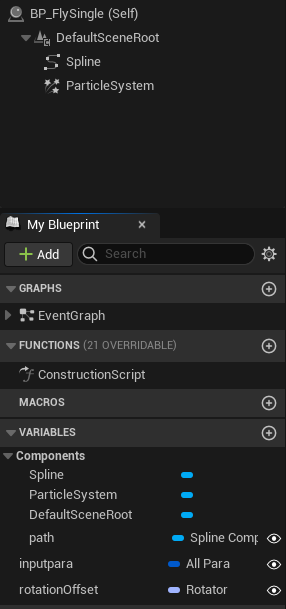 BP_FlySingle (Self)
DefaultSceneRoot
Spline
ParticleSystem
My Blueprint
Add
Search
GRAPHS
EventGraph
FUNCTIONS (21 OVERRIDABLE)
ConstructionScript
MACROS
VARIABLES
Components
Spline
ParticleSystem
DefaultSceneRoot
path Spline Comp
inputpara All Para
rotationOffset Rotator